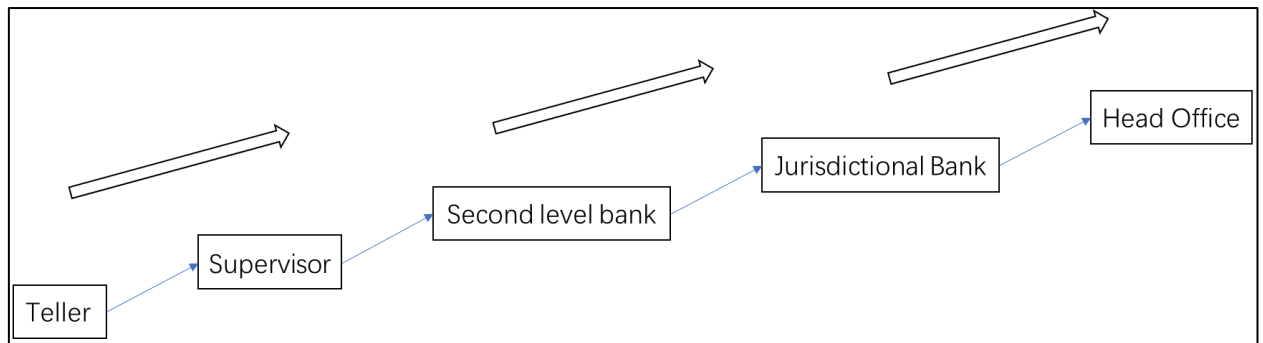 Teller
Supervisor
Second level bank
Jurisdictional Bank
Head Office